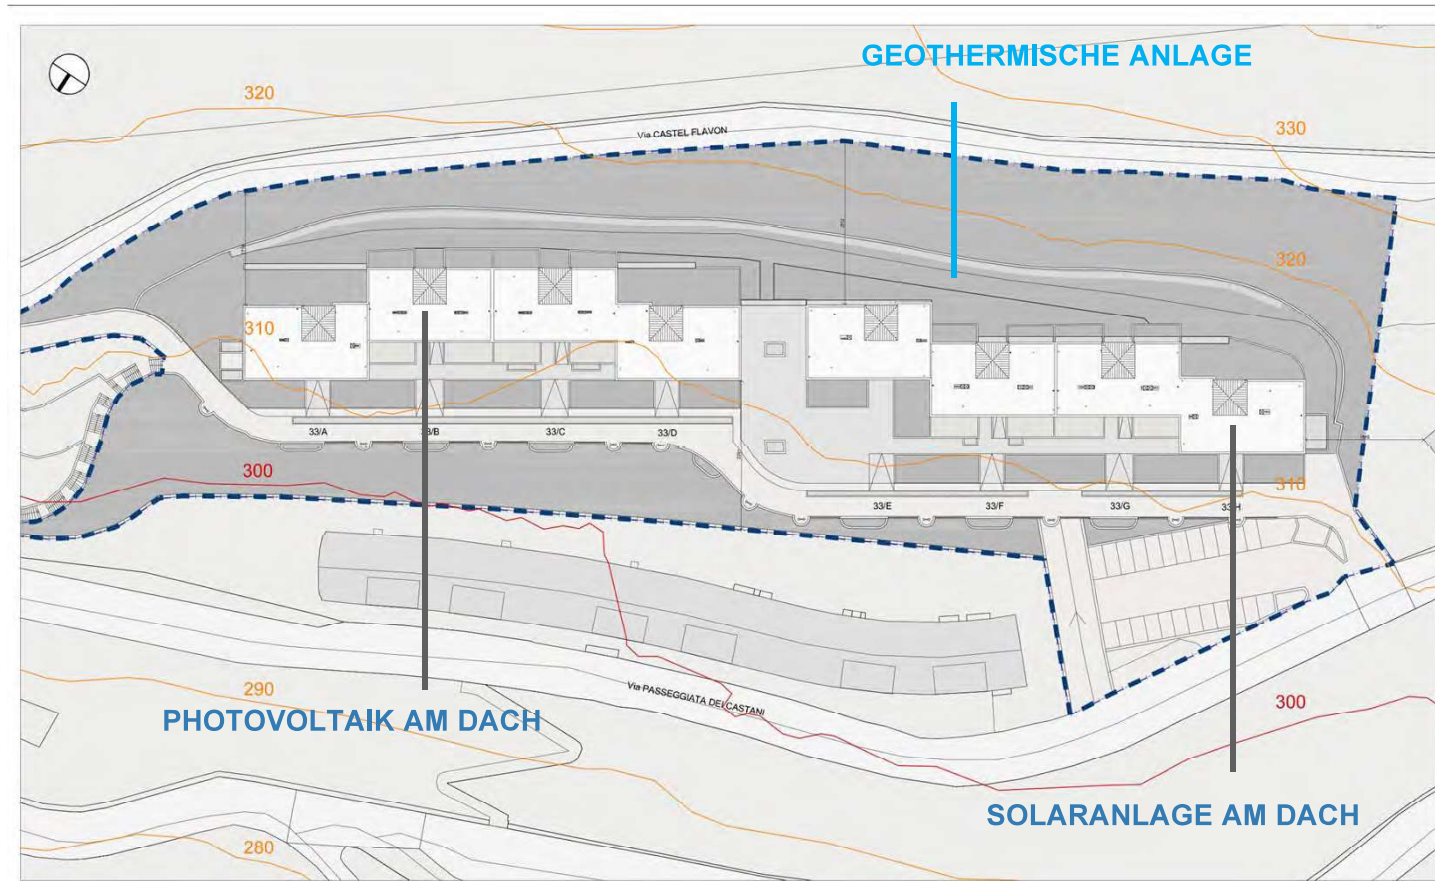 GEOTHERMISCHE ANLAGE
320
330
Via CASTEL FLAVON
320
310
33/A
33/B
33/C
33/D
300
310
33/E
33/F
33/G
33/H
290
Via PASSEGGIATA DEI CASTANI
300
PHOTOVOLTAIK AM DACH
SOLARANLAGE AM DACH
280